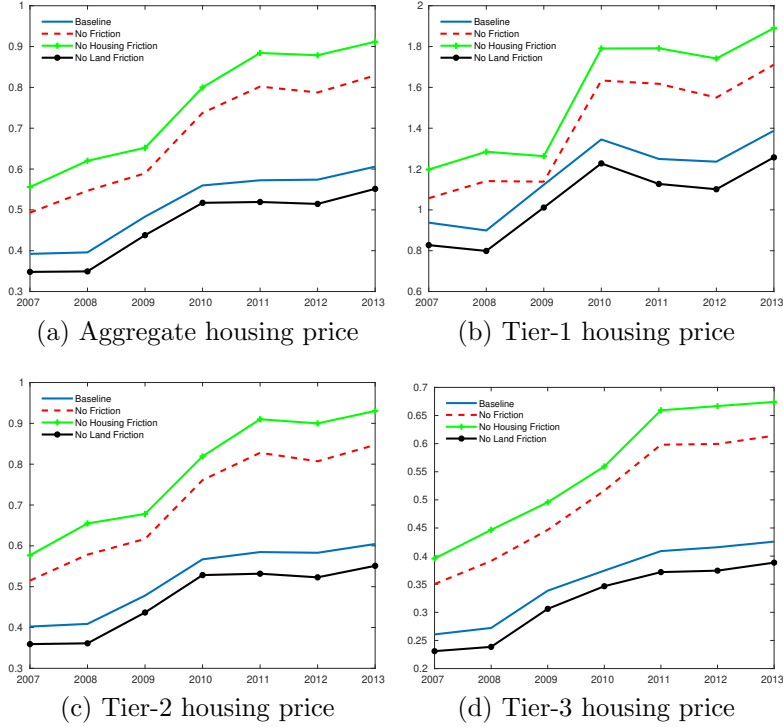 Baseline
No Friction
No Housing Friction
No Land Friction
1
0.9
0.8
0.7
0.6
0.5
0.4
0.3
2007 2008 2009 2010 2011 2012 2013
(a) Aggregate housing price
Baseline
No Friction
No Housing Friction
No Land Friction
2
1.8
1.6
1.4
1.2
1
0.8
0.6
2007 2008 2009 2010 2011 2012 2013
(b) Tier-1 housing price
Baseline
No Friction
No Housing Friction
No Land Friction
1
0.9
0.8
0.7
0.6
0.5
0.4
0.3
2007 2008 2009 2010 2011 2012 2013
(c) Tier-2 housing price
Baseline
No Friction
No Housing Friction
No Land Friction
0.7
0.65
0.6
0.55
0.5
0.45
0.4
0.35
0.3
0.25
0.2
2007 2008 2009 2010 2011 2012 2013
(d) Tier-3 housing price